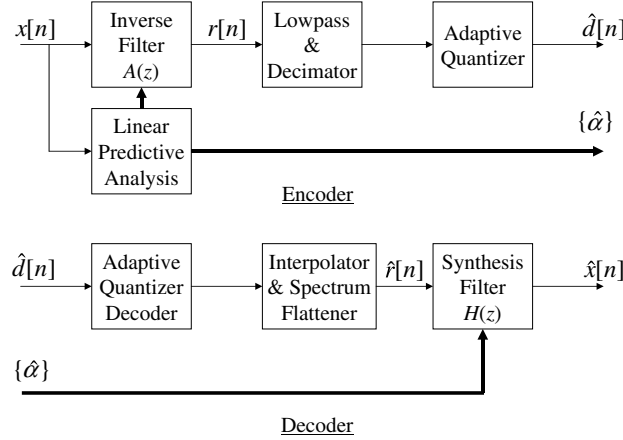 x[n]
Inverse
Filter
A(z)
r[n]
Lowpass
&
Decimator
Adaptive
Quantizer
d̂[n]
Linear
Predictive
Analysis
{α̂}
Encoder
d̂[n]
Adaptive
Quantizer
Decoder
Interpolator
& Spectrum
Flattener
r̂[n]
Synthesis
Filter
H(z)
x̂[n]
{α̂}
Decoder